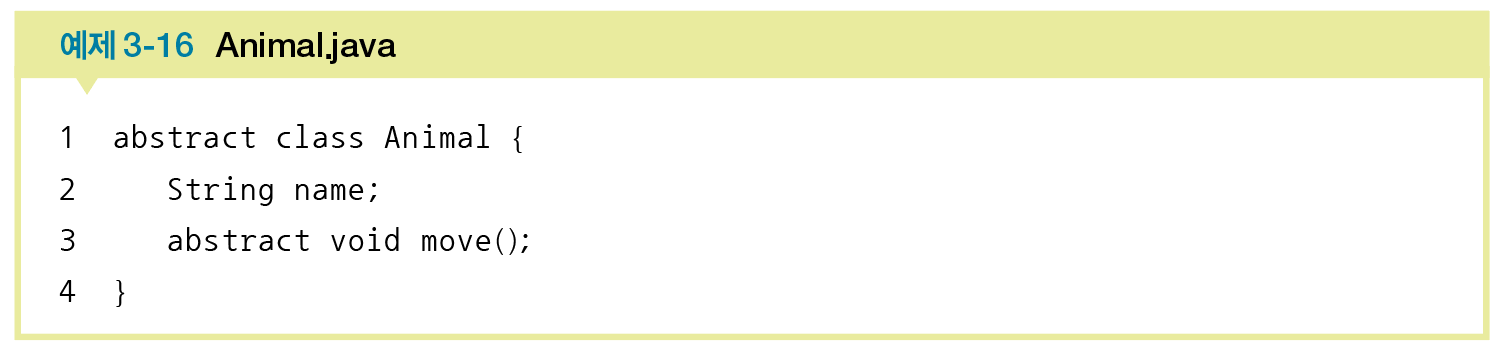 예제 3-16 Animal.java
1 abstract class Animal {
2    String name;
3    abstract void move();
4 }